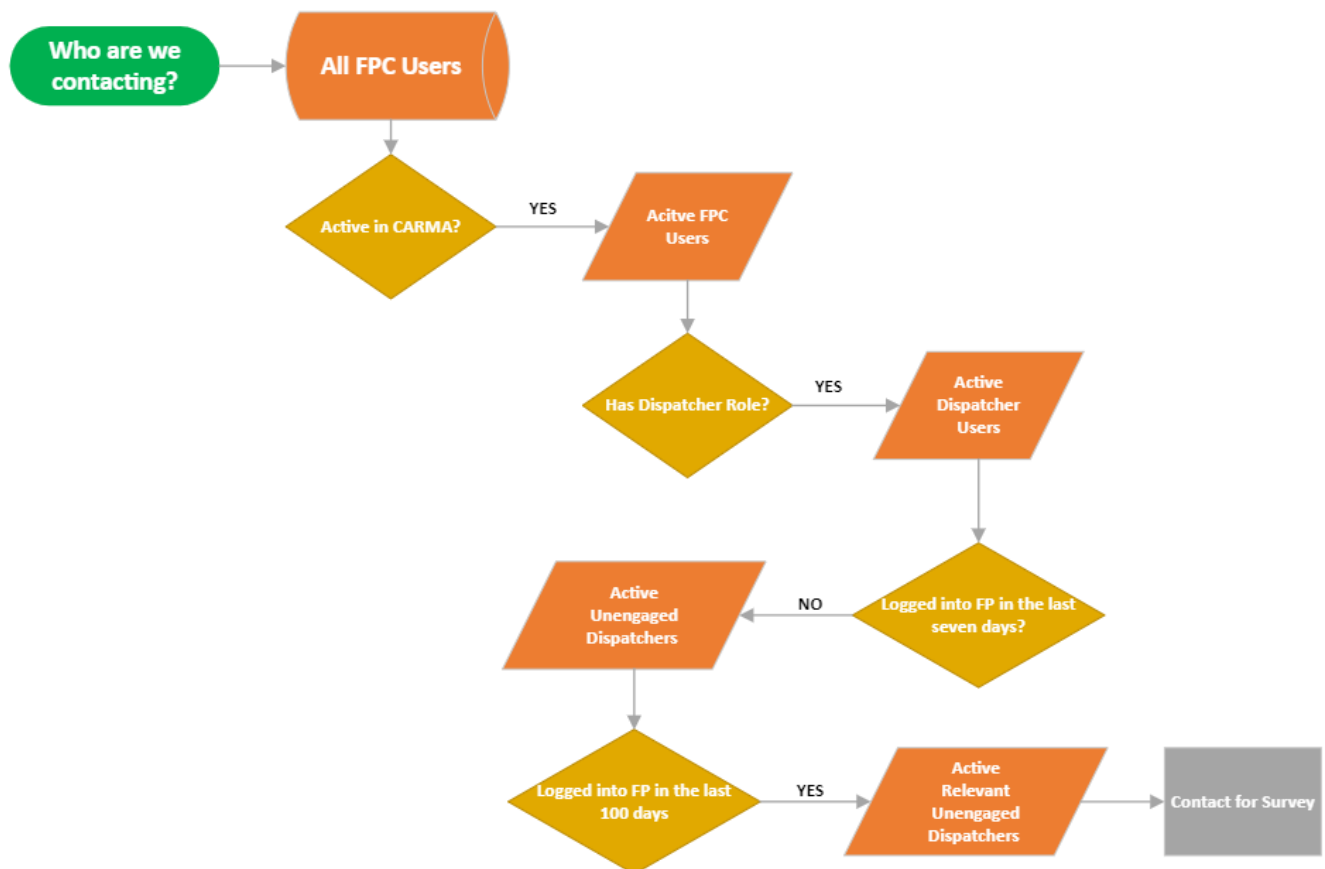 Who are we
contacting?
All FPC Users
Active in CARMA?
YES
Acitve FPC
Users
Has Dispatcher Role?
YES
Active
Dispatcher
Users
Logged into FP in the last
seven days?
NO
Active
Unengaged
Dispatchers
Logged into FP in the last
100 days
YES
Active
Relevant
Unengaged
Dispatchers
Contact for Survey